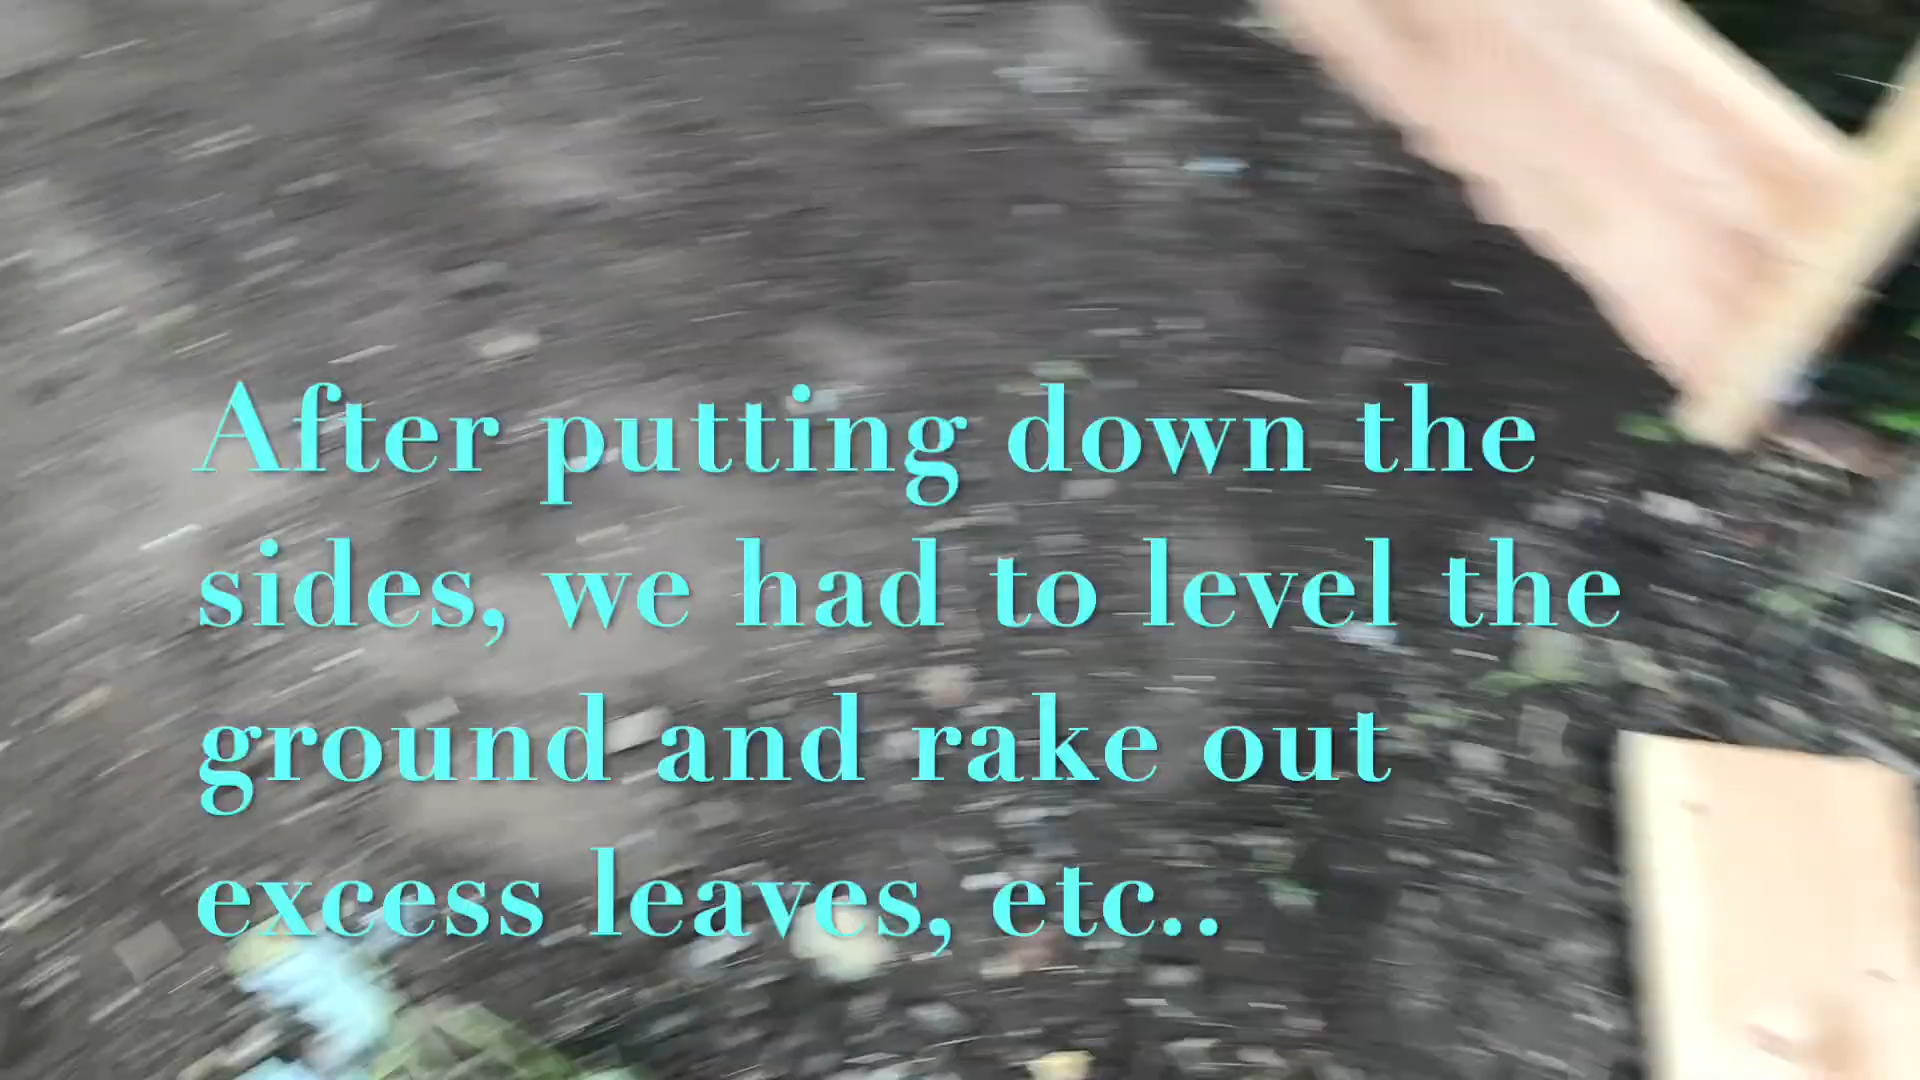 After putting down the
sides, we had to level the
ground and rake out
excess leaves, etc..